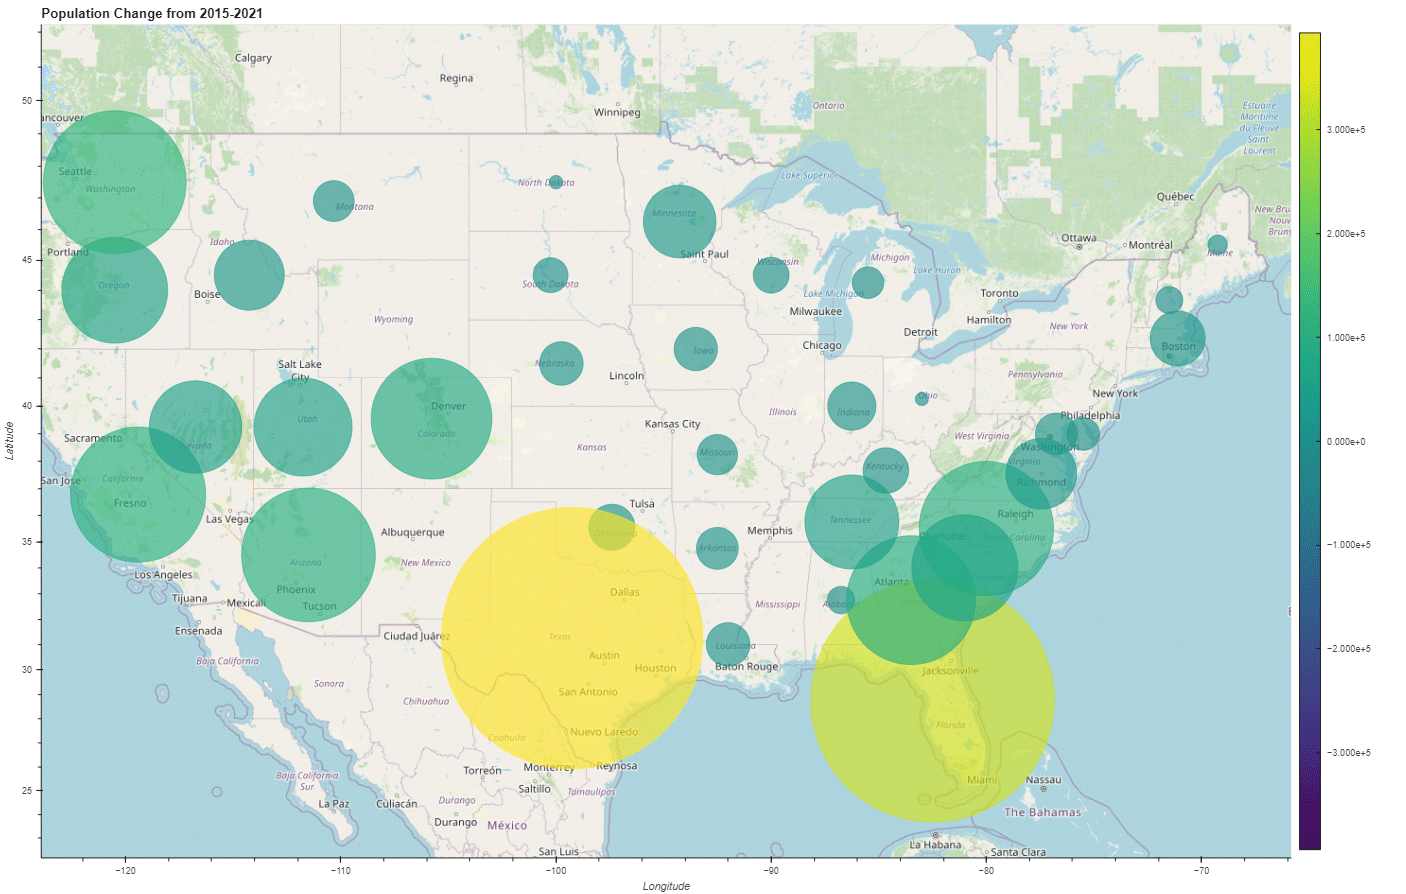 Population Change from 2015-2021
Calgary
Regina
Winnipeg
Ontario
Estuaire
Maritime
du Fleuve
Saint-
Laurent
ancouver
50
3.000e+5
Seattle
Washington
North Dakota
Montana
Lake Superior
Québec
Minnesota
New Bru
Nouv
Bruns
2.000e+5
Idaho
Portland
Saint Paul
Ottawa
Montréal
Maine
45
Wisconsin
Michigan
Lake Huron
Oregon
Boise
South Dakota
Lake Michigan
Toronto
Wyoming
Milwaukee
Hamilton
New York
Detroit
Chicago
Boston
1.000e+5
Iowa
Salt Lake
City
Nebraska
Lincoln
Pennsylvania
New York
Ohio
40
Denver
Utah
Illinois
Indiana
Philadelphia
Kansas City
Sacramento
Colorado
West Virginia
Nevada
Kansas
Washington
0.000e+0
Missouri
Kentucky
Virginia
San Jose
California
Richmond
Fresno
Tulsa
Raleigh
Las Vegas
Tennessee
Albuquerque
Memphis
Oklahoma
Charlotte
North Carolina
35
Arkansas
−1.000e+5
New Mexico
Arizona
Los Angeles
Atlanta
Carolina
Phoenix
Dallas
Tijuana
Mexicali
Tucson
Mississippi
Alabama
Ensenada
Ciudad Juárez
Texas
Louisiana
−2.000e+5
Baja California
Austin
Houston
Baton Rouge
30
Jacksonville
Sonora
San Antonio
Chihuahua
Florida
Coahuila
Nuevo Laredo
−3.000e+5
Torreón
Monterrey
Reynosa
Baja California
Sur
Miami
Nassau
Saltillo
Tamaulipas
25
La Paz
Culiacán
Durango
The Bahamas
Durango
México
La Habana
San Luis
Santa Clara
−120
−110
−100
−90
−80
−70
Latitude
Longitude